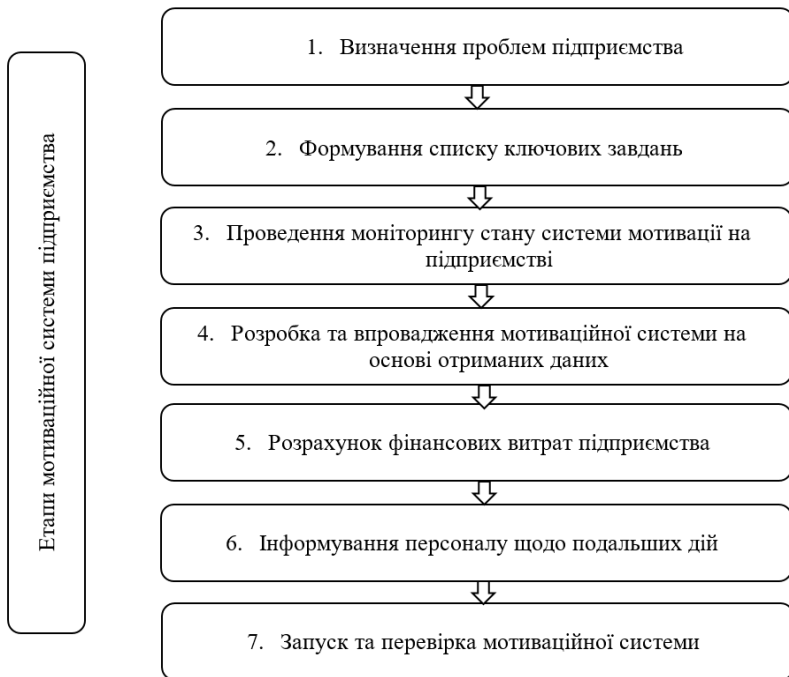 Етапи мотиваційної системи підприємства
1. Визначення проблем підприємства
2. Формування списку ключових завдань
3. Проведення моніторингу стану системи мотивації на
підприємстві
4. Розробка та впровадження мотиваційної системи на
основі отриманих даних
5. Розрахунок фінансових витрат підприємства
6. Інформування персоналу щодо подальших дій
7. Запуск та перевірка мотиваційної системи